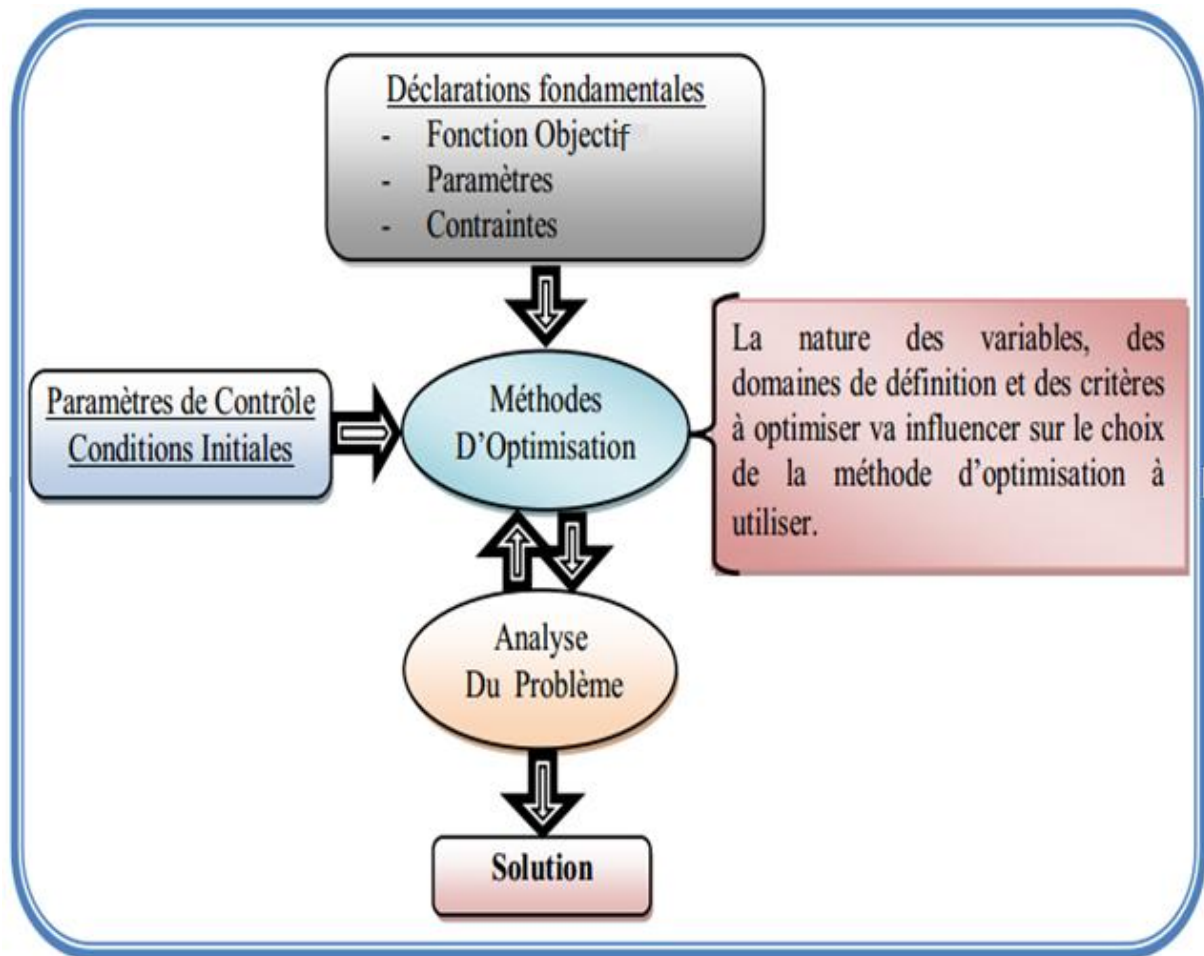 Déclarations fondamentales
- Fonction Objectif
- Paramètres
- Contraintes
Paramètres de Contrôle
Conditions Initiales
Méthodes
D'Optimisation
La nature des variables, des
domaines de définition et des critères
à optimiser va influencer sur le choix
de la méthode d'optimisation à
utiliser.
Analyse
Du Problème
Solution